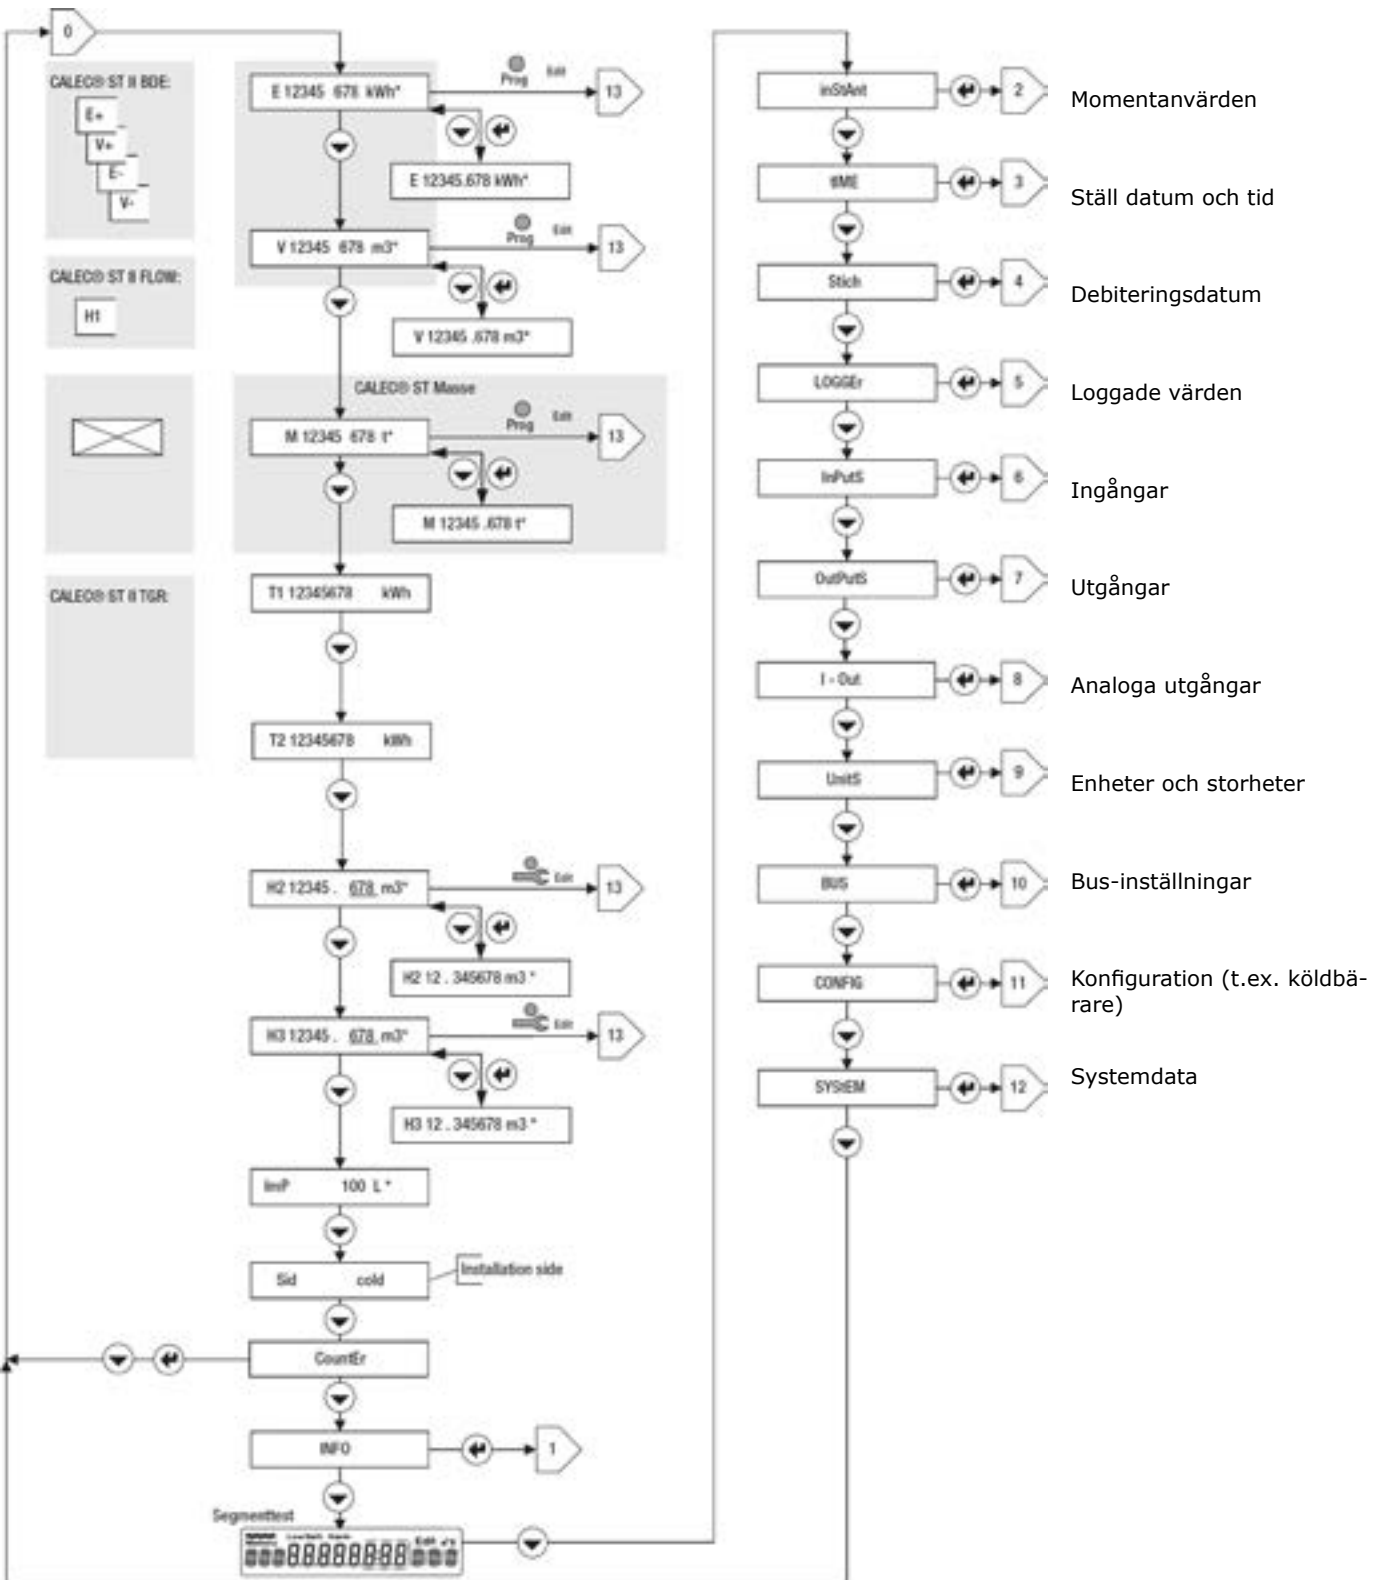 0
CALEC® ST II BDE:
E+
V+
E-
V-
CALEC® ST II FLOW:
H1
CALEC® ST II TGR:
E 12345 678 kWh*
Prog
Edit
13
E 12345.678 kWh*
V 12345 678 m3*
Prog
Edit
13
V 12345 .678 m3*
CALEC® ST Masse
M 12345 678 t*
Prog
Edit
13
M 12345 .678 t*
T1 12345678 kWh
T2 12345678 kWh
H2 12345 . 678 m3*
Edit
13
H2 12 . 345678 m3 *
H3 12345 . 678 m3*
Edit
13
H3 12 . 345678 m3 *
ImP 100 L *
Sid cold
Installation side
CountEr
INFO
1
Segmenttest
Edit
inStAnt
2
Momentanvärden
tIME
3
Ställ datum och tid
Stich
4
Debiteringsdatum
LOGGEr
5
Loggade värden
InPutS
6
Ingångar
OutPutS
7
Utgångar
I - Out
8
Analoga utgångar
UnitS
9
Enheter och storheter
BUS
10
Bus-inställningar
CONFIG
11
Konfiguration (t.ex. köldbä-
rare)
SYStEM
12
Systemdata